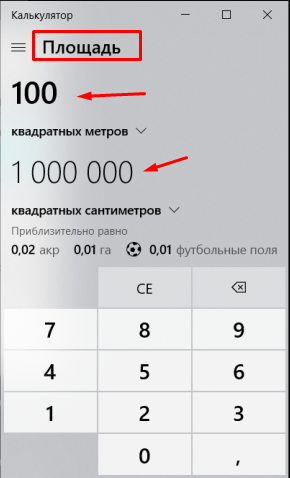 Калькулятор
Площадь
100
квадратных метров
1 000 000
квадратных сантиметров
Приблизительно равно
0,02 акр 0,01 га 0,01 футбольные поля
CE
7 8 9
4 5 6
1 2 3
0 ,